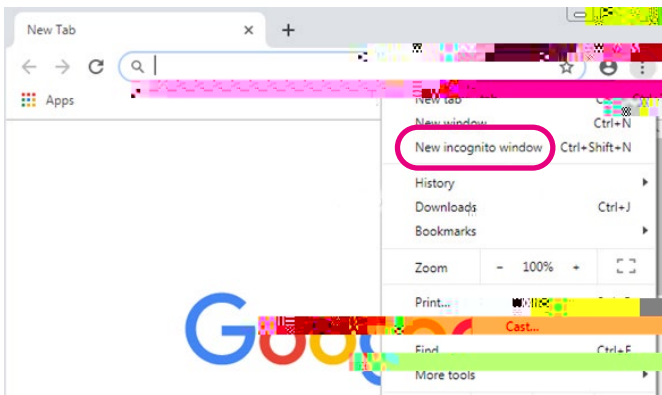 New Tab
Apps
New tab
New window Ctrl+N
New incognito window Ctrl+Shift+N
History
Downloads Ctrl+J
Bookmarks
Zoom - 100% +
Print...
Cast...
Find Ctrl+F
More tools